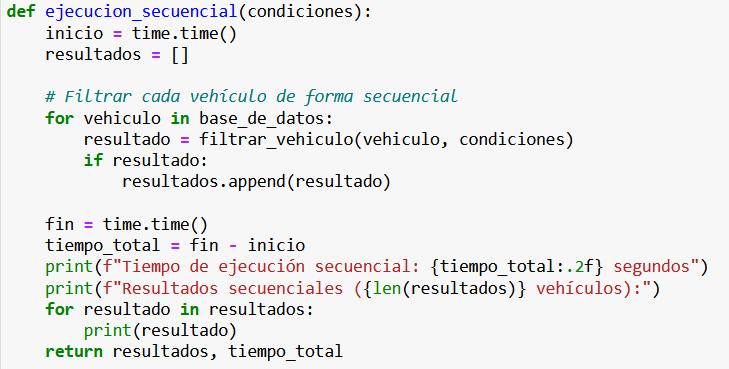 def ejecucion_secuencial(condiciones):
    inicio = time.time()
    resultados = []

    # Filtrar cada vehículo de forma secuencial
    for vehiculo in base_de_datos:
        resultado = filtrar_vehiculo(vehiculo, condiciones)
        if resultado:
            resultados.append(resultado)

    fin = time.time()
    tiempo_total = fin - inicio
    print(f"Tiempo de ejecución secuencial: {tiempo_total:.2f} segundos")
    print(f"Resultados secuenciales ({len(resultados)} vehículos):")
    for resultado in resultados:
        print(resultado)
    return resultados, tiempo_total